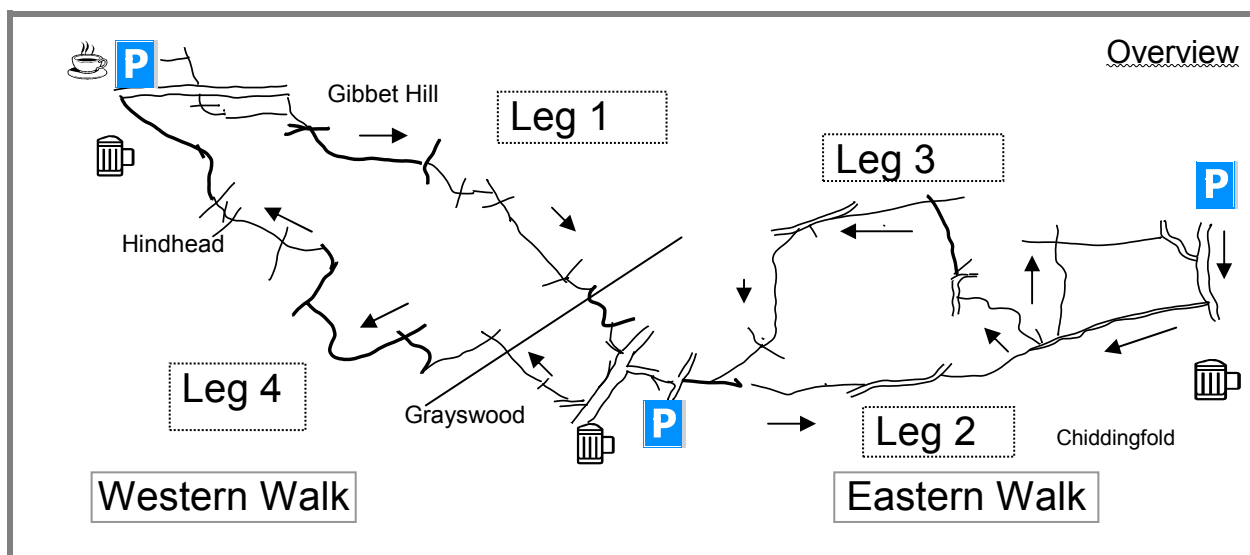 Overview
P
Gibbet Hill
Leg 1
Leg 3
P
Hindhead
Leg 4
Grayswood
P
Leg 2
Chiddingfold
Western Walk
Eastern Walk